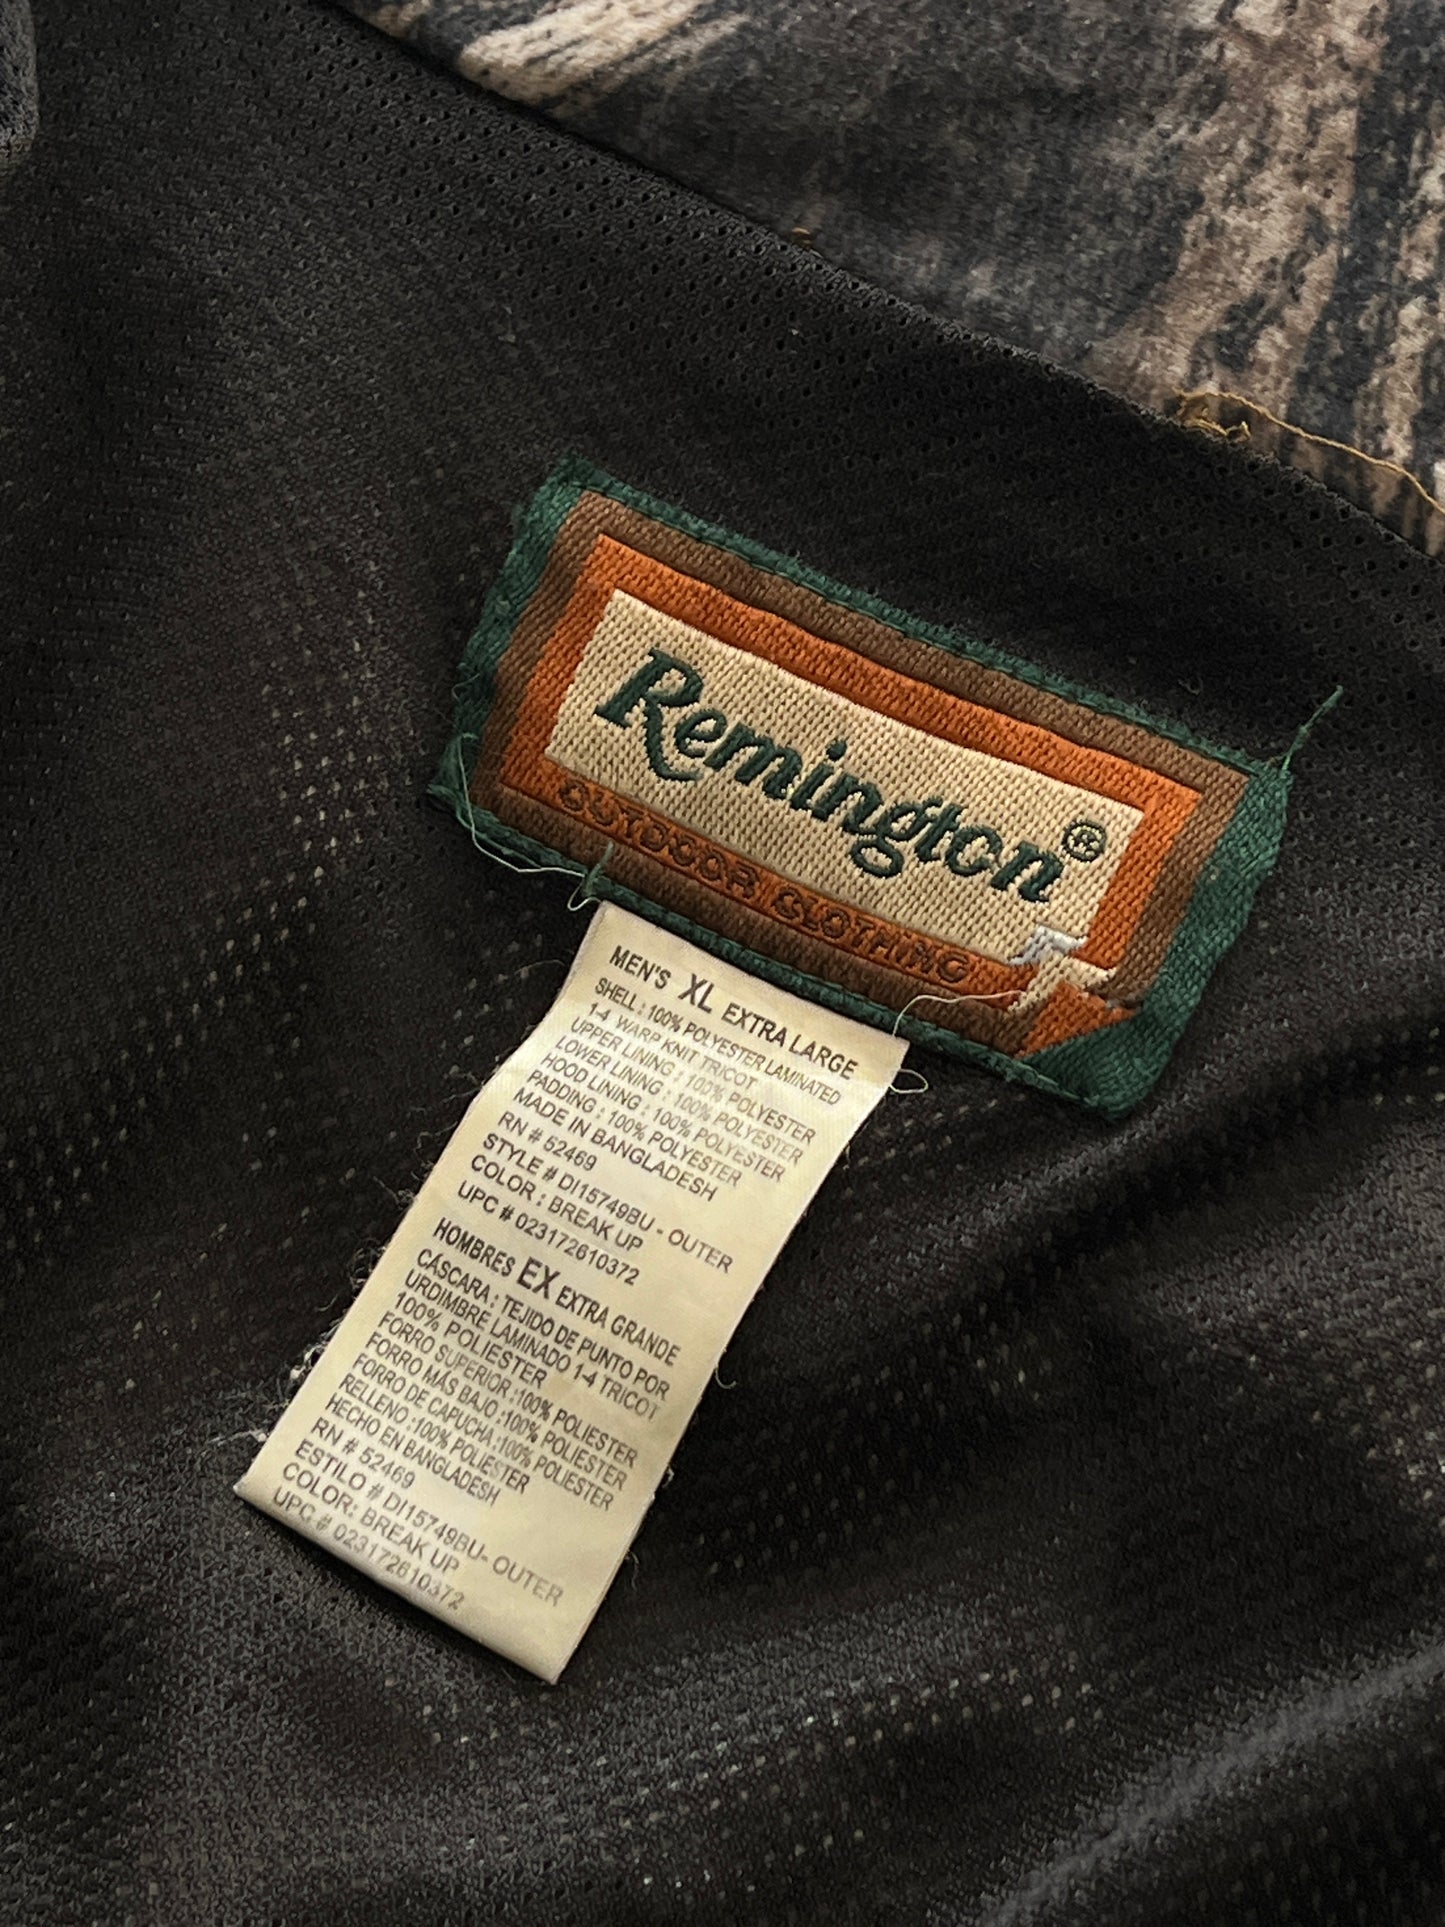 Remington®
OUTDOOR CLOTHING
MEN'S XL EXTRA LARGE
SHELL : 100% POLYESTER LAMINATED
1-4 WARP KNIT TRICOT
UPPER LINING : 100% POLYESTER
LOWER LINING : 100% POLYESTER
HOOD LINING : 100% POLYESTER
PADDING : 100% POLYESTER
MADE IN BANGLADESH
RN # 52469
STYLE # DI15749BU - OUTER
COLOR : BREAK UP
UPC # 023172610372
HOMBRES EX EXTRA GRANDE
CÁSCARA : TEJIDO DE PUNTO POR
URDIMBRE LAMINADO 1-4 TRICOT
100% POLIESTER
FORRO SUPERIOR :100% POLIESTER
FORRO MÁS BAJO :100% POLIESTER
FORRO DE CAPUCHA :100% POLIESTER
RELLENO :100% POLIESTER
HECHO EN BANGLADESH
RN # 52469
ESTILO # DI15749BU- OUTER
COLOR: BREAK UP
UPC # 023172610372